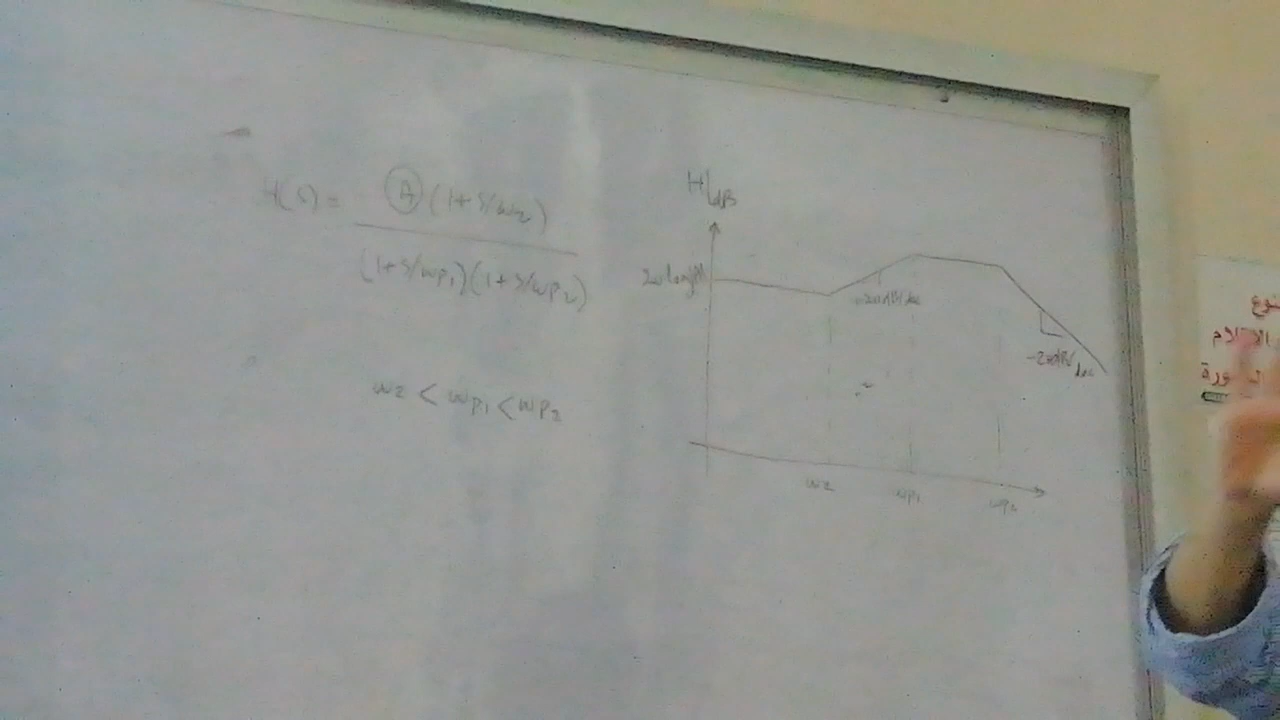 H(s) = A (1 + s/wz)
(1 + s/wp1)(1 + s/wp2)
wz < wp1 < wp2
H|dB
20 log|A|
20dB/dec
-20dB/dec
wz wp1 wp2